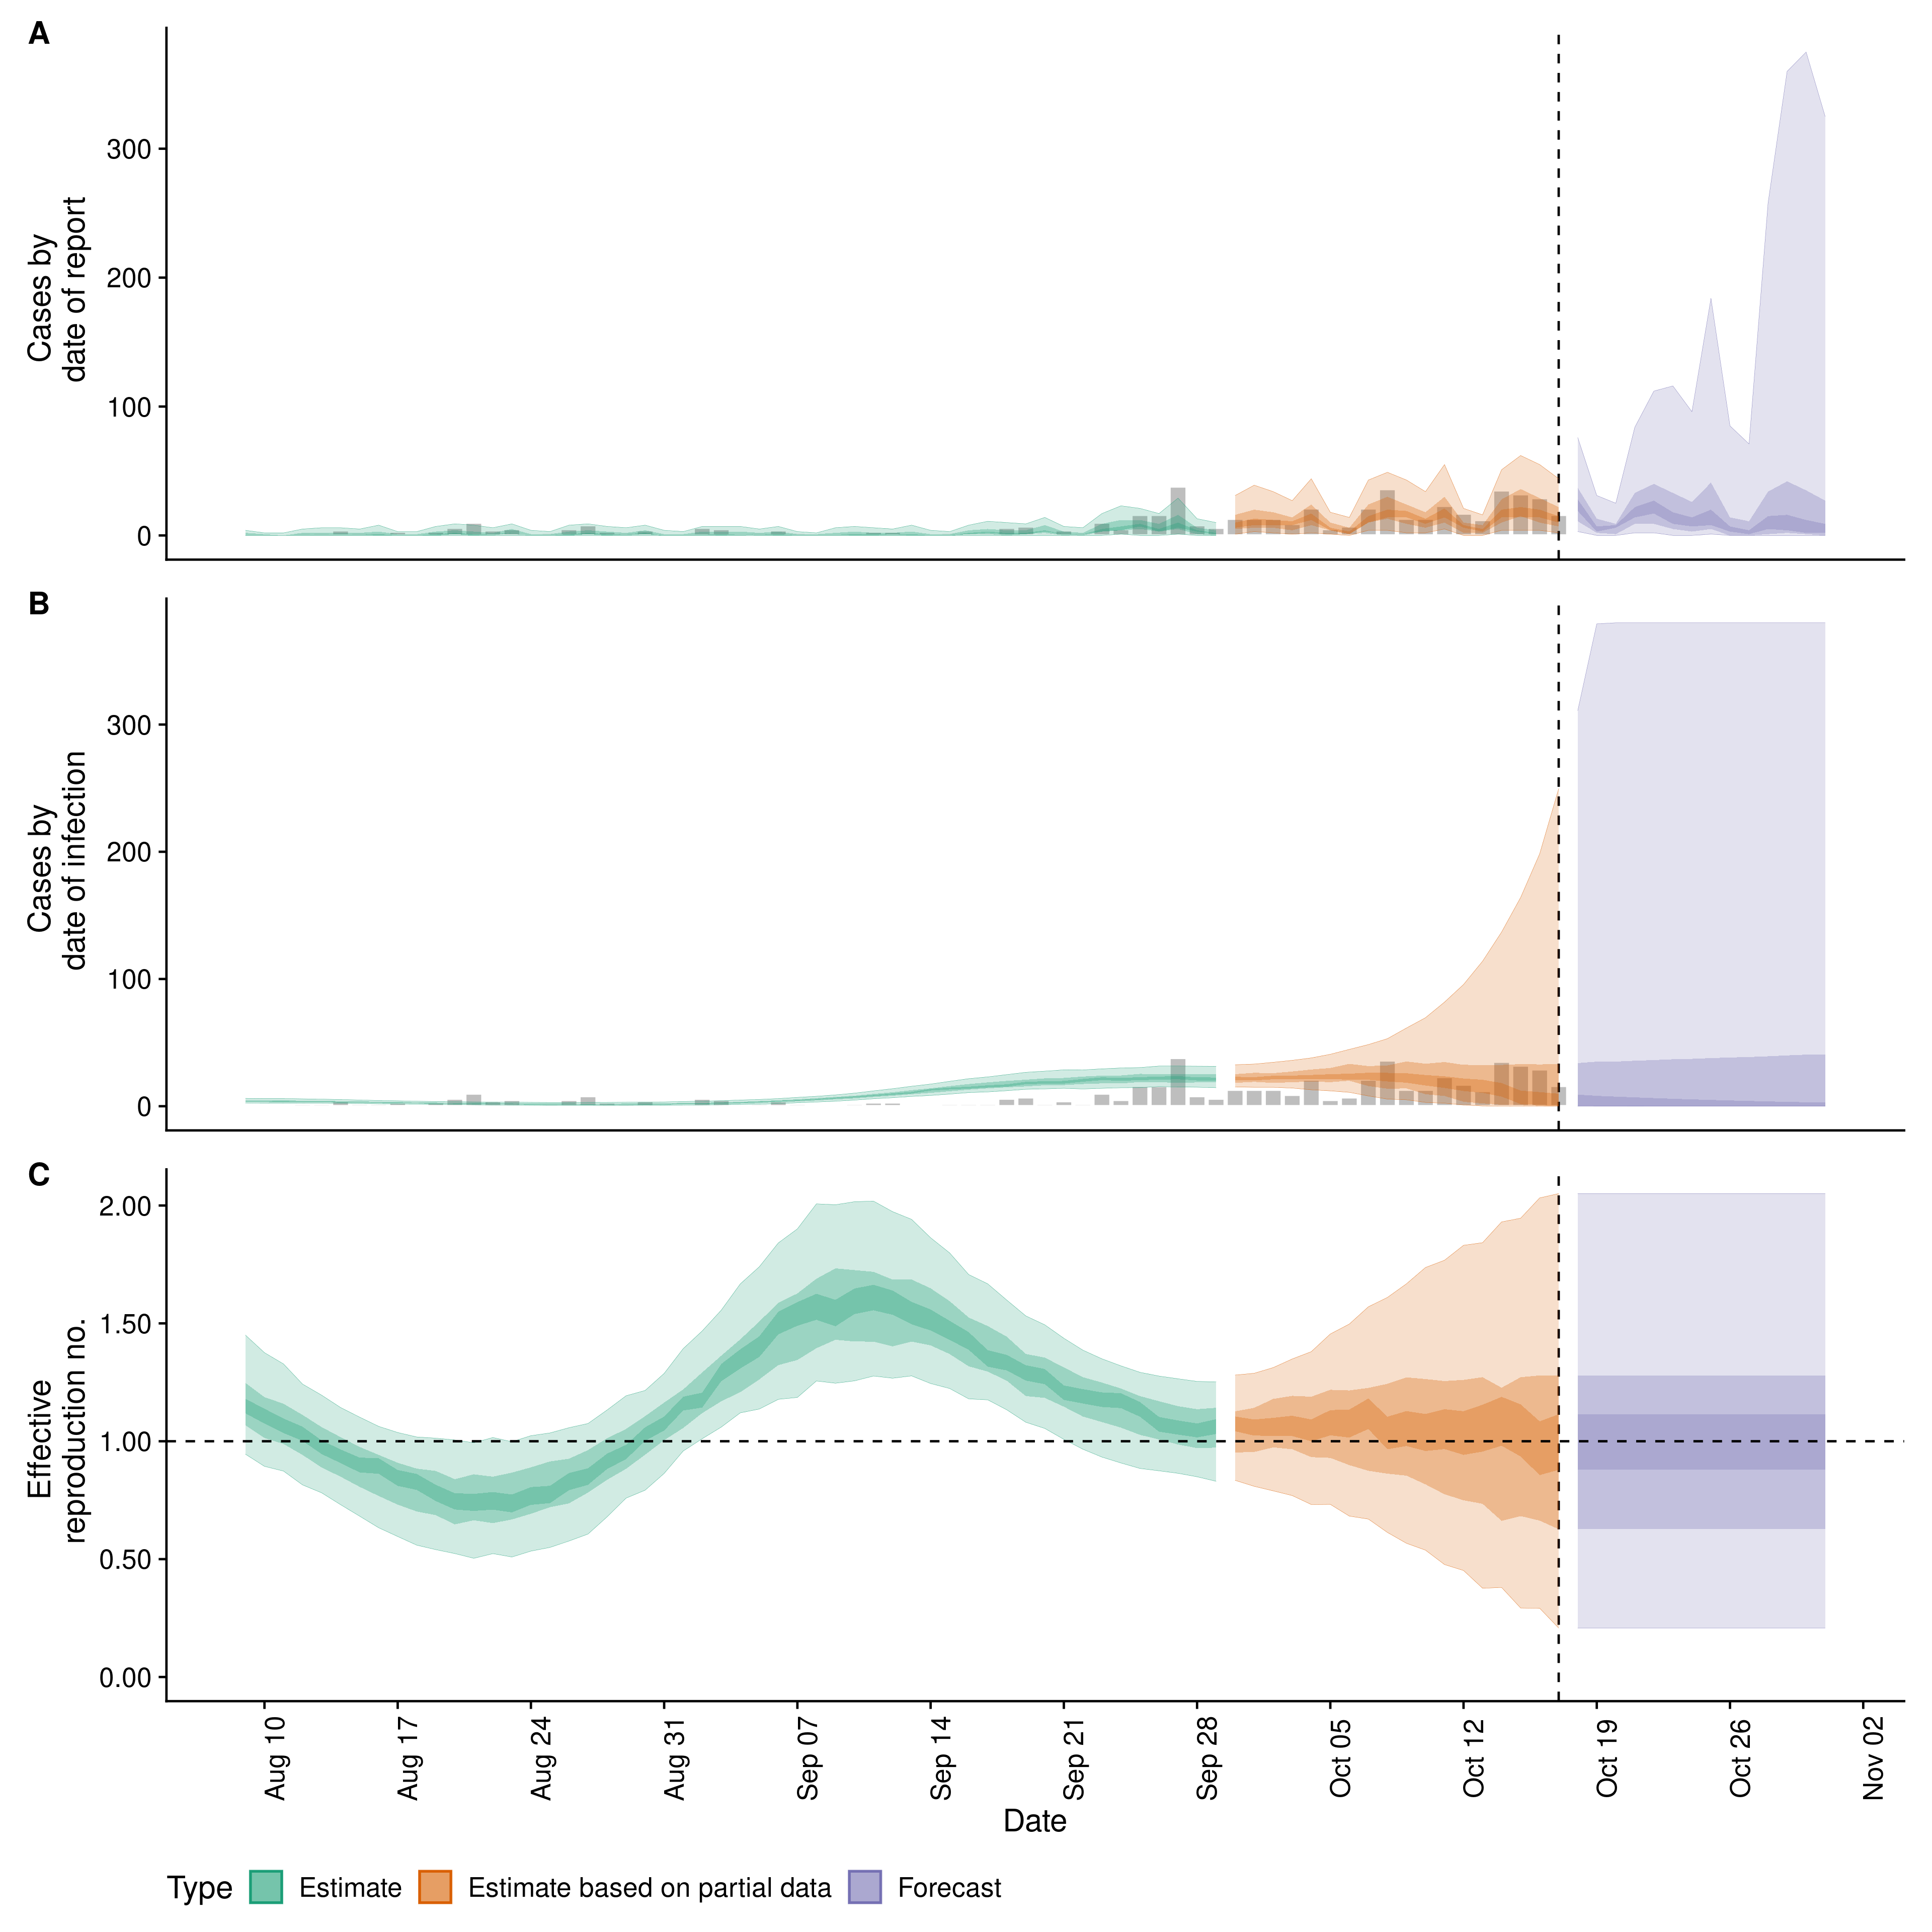 A
Cases by
date of report
300
200
100
0
B
Cases by
date of infection
300
200
100
0
C
Effective
reproduction no.
2.00
1.50
1.00
0.50
0.00
Aug 10
Aug 17
Aug 24
Aug 31
Sep 07
Sep 14
Sep 21
Sep 28
Oct 05
Oct 12
Oct 19
Oct 26
Nov 02
Date
Type Estimate Estimate based on partial data Forecast